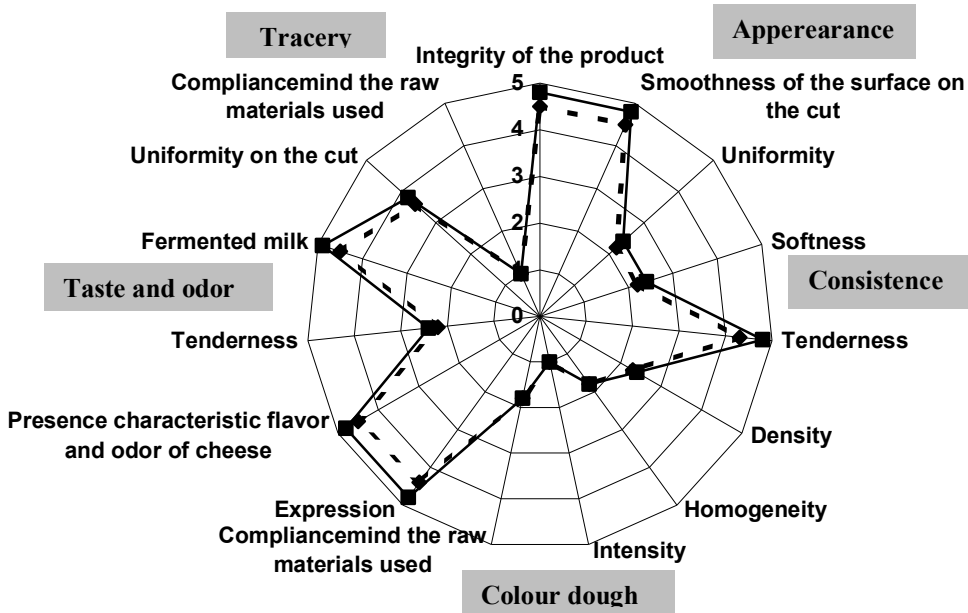 Tracery
Apperearance
Integrity of the product
Compliancemind the raw
materials used
Smoothness of the surface on
the cut
Uniformity on the cut
Uniformity
Fermented milk
Softness
Taste and odor
Consistence
Tenderness
Tenderness
Presence characteristic flavor
and odor of cheese
Density
Expression
Homogeneity
Compliancemind the raw
materials used
Intensity
Colour dough
5
4
3
2
1
0